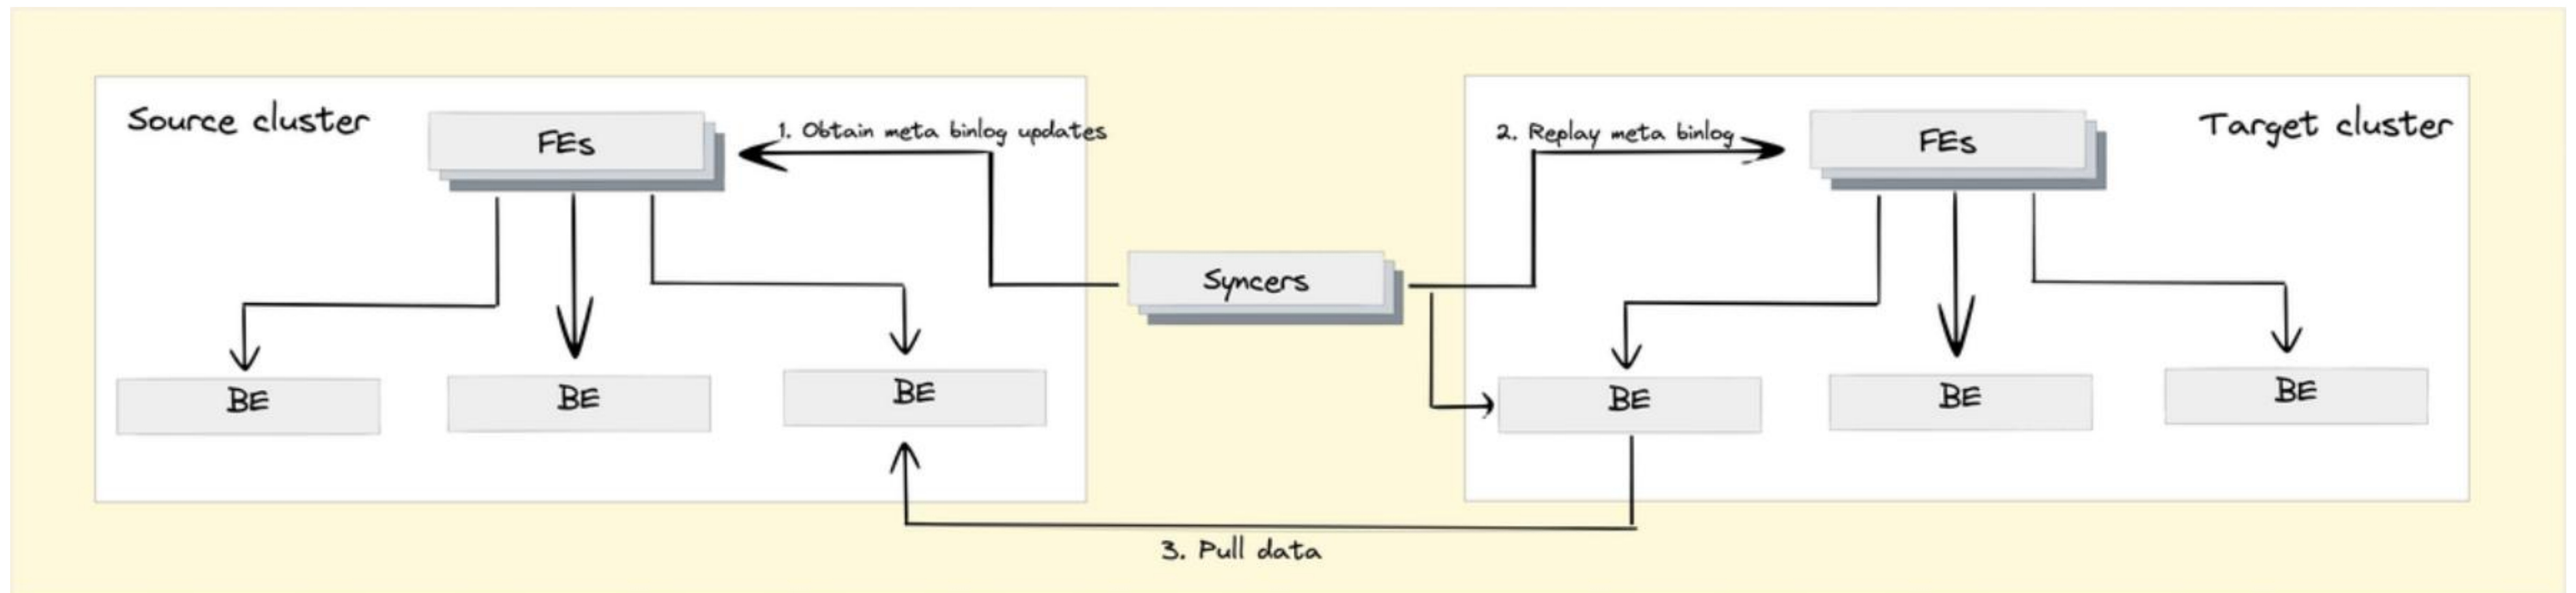 Source cluster
FEs
1. Obtain meta binlog updates
2. Replay meta binlog
FEs
Target cluster
Syncers
BE
BE
BE
BE
BE
BE
3. Pull data